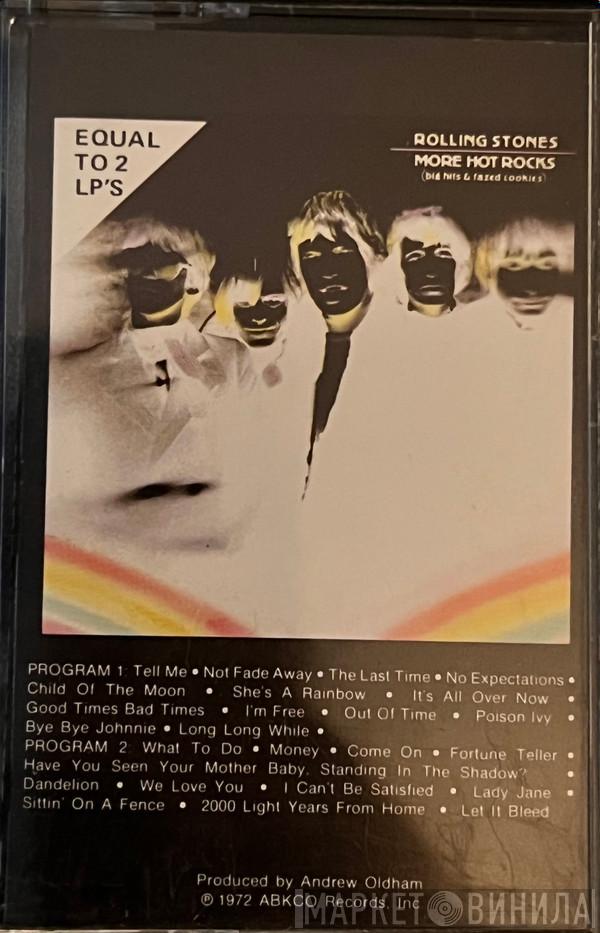 EQUAL
TO 2
LP'S
ROLLING STONES
MORE HOT ROCKS
(big hits & fazed cookies)
PROGRAM 1: Tell Me • Not Fade Away • The Last Time • No Expectations •
Child Of The Moon • She's A Rainbow • It's All Over Now •
Good Times Bad Times • I'm Free • Out Of Time • Poison Ivy •
Bye Bye Johnnie • Long Long While •
PROGRAM 2: What To Do • Money • Come On • Fortune Teller •
Have You Seen Your Mother Baby, Standing In The Shadow? •
Dandelion • We Love You • I Can't Be Satisfied • Lady Jane •
Sittin' On A Fence • 2000 Light Years From Home • Let It Bleed
Produced by Andrew Oldham
℗ 1972 ABKCO Records, Inc.
МАРКЕТ ВИНИЛА